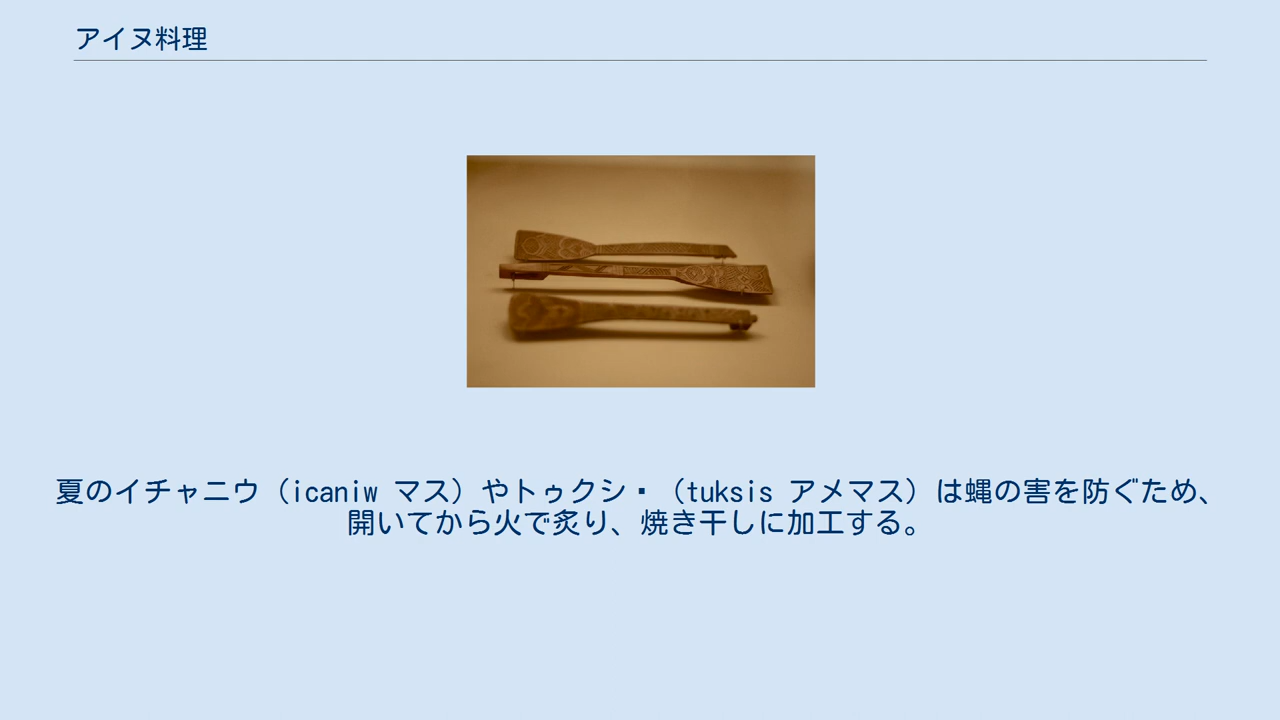 アイヌ料理
夏のイチャニウ（icaniw マス）やトゥクシ▪（tuksis アメマス）は蝿の害を防ぐため、
開いてから火で炙り、焼き干しに加工する。